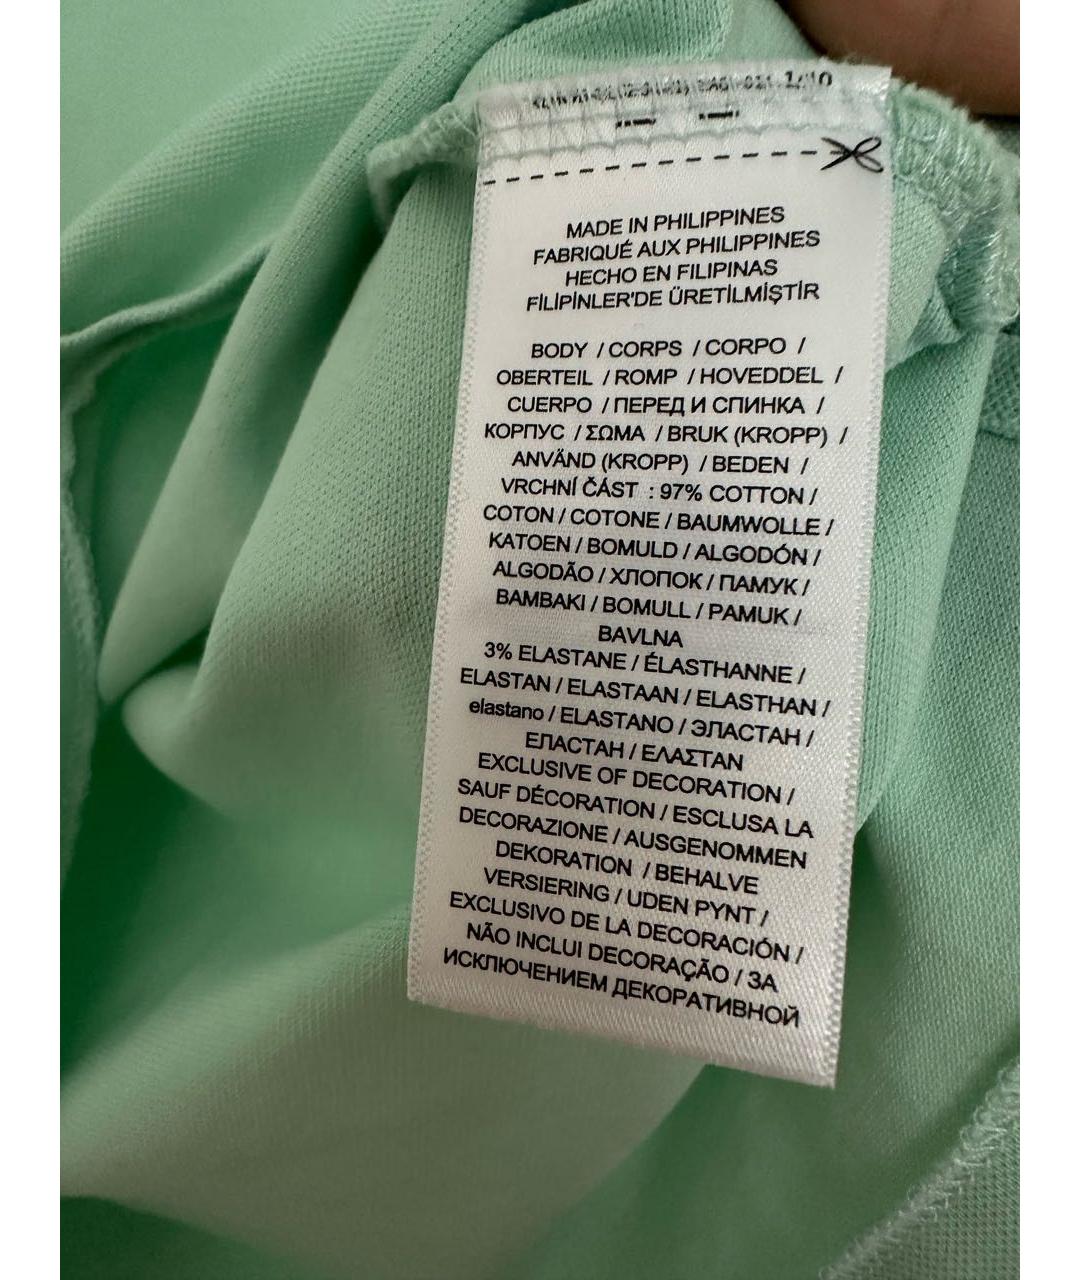 MADE IN PHILIPPINES
FABRIQUÉ AUX PHILIPPINES
HECHO EN FILIPINAS
FİLİPİNLER'DE ÜRETİLMİŞTİR
BODY / CORPS / CORPO /
OBERTEIL / ROMP / HOVEDDEL /
CUERPO / ПЕРЕД И СПИНКА /
КОРПУС / ΣΩΜΑ / BRUK (KROPP) /
ANVÄND (KROPP) / BEDEN /
VRCHNÍ ČÁST : 97% COTTON /
COTON / COTONE / BAUMWOLLE /
KATOEN / BOMULD / ALGODÓN /
ALGODÃO / ХЛОПОК / ПАМУК /
BAMBAKI / BOMULL / PAMUK /
BAVLNA
3% ELASTANE / ÉLASTHANNE /
ELASTAN / ELASTAAN / ELASTHAN /
elastano / ELASTANO / ЭЛАСТАН /
ЕЛАСТАН / ΕΛΑΣΤΑΝ
EXCLUSIVE OF DECORATION /
SAUF DÉCORATION / ESCLUSA LA
DECORAZIONE / AUSGENOMMEN
DEKORATION / BEHALVE
VERSIERING / UDEN PYNT /
EXCLUSIVO DE LA DECORACIÓN /
NÃO INCLUI DECORAÇÃO / ЗА
ИСКЛЮЧЕНИЕМ ДЕКОРАТИВНОЙ